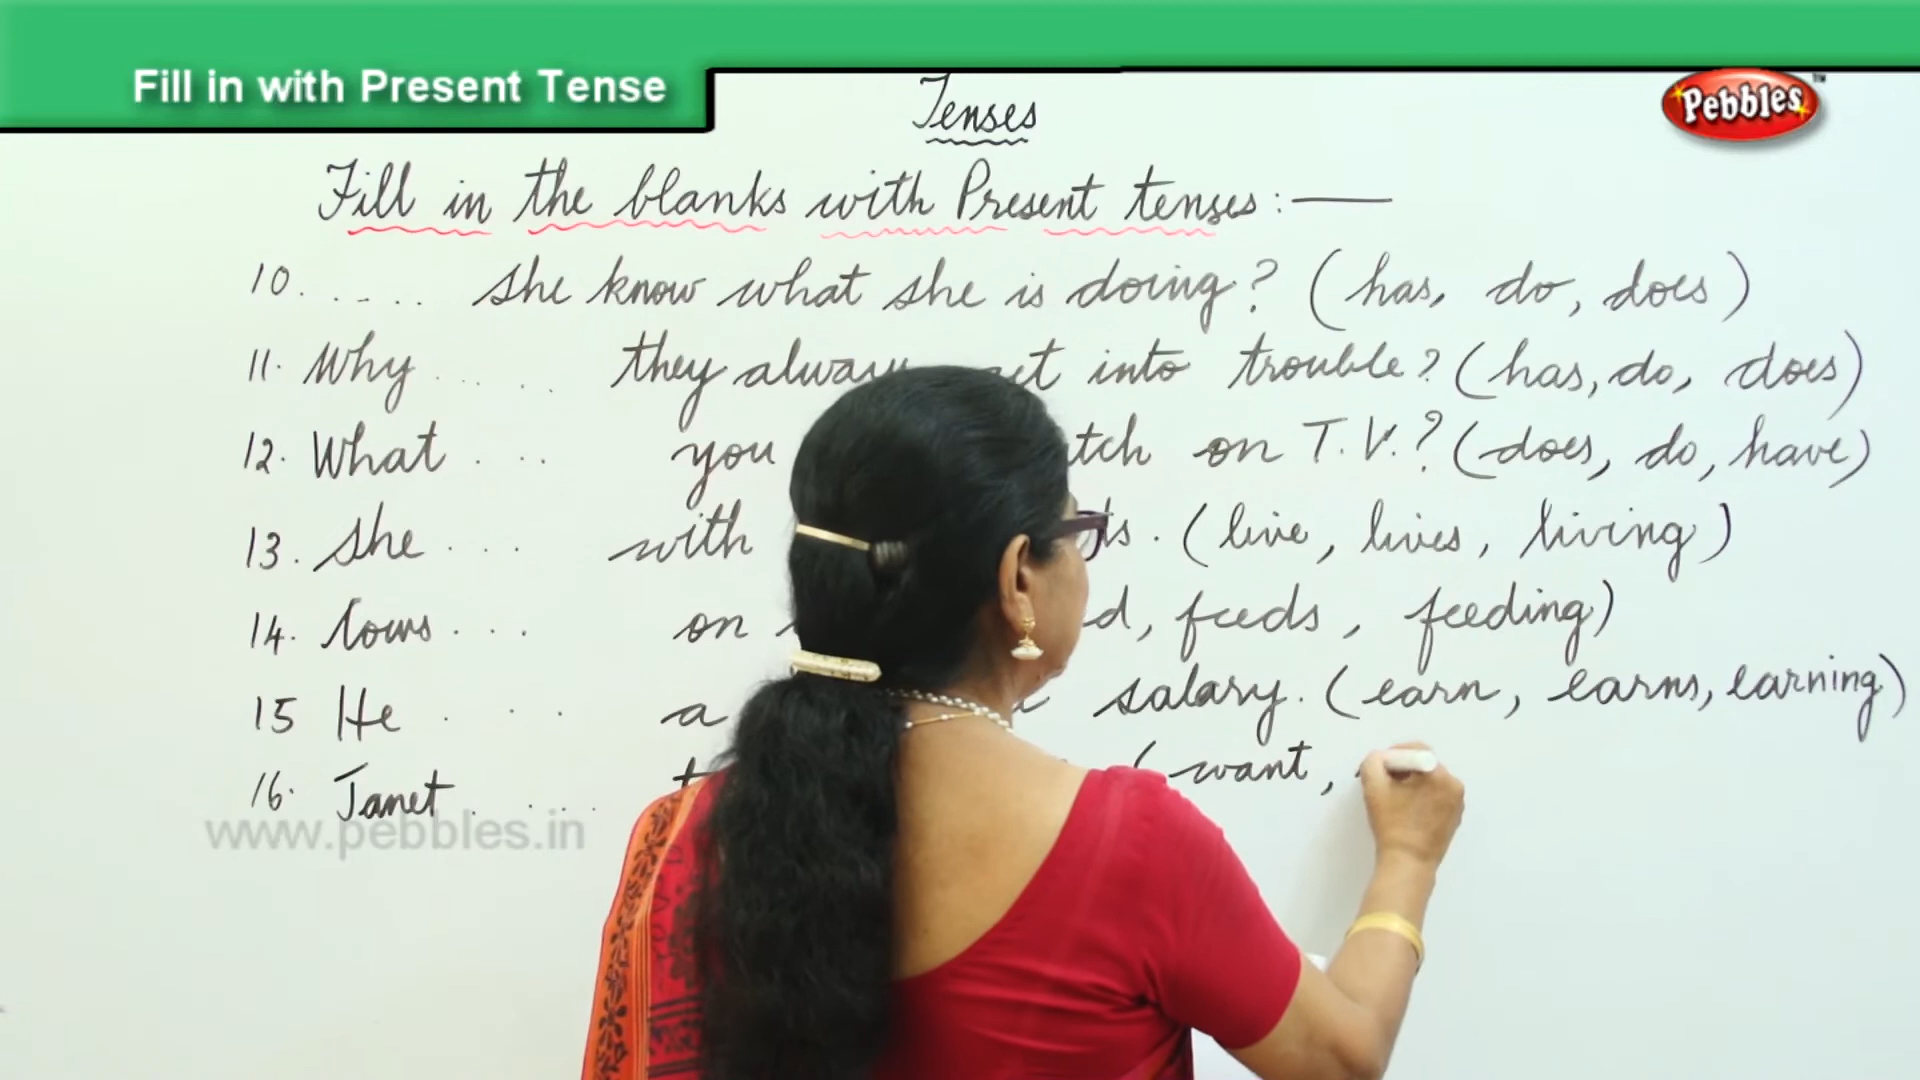 Fill in with Present Tense
Pebbles TM
Tenses
Fill in the blanks with Present tenses:—
10. .... she know what she is doing? (has, do, does)
11. Why ..... they always get into trouble? (has, do, does)
12. What ... you on T.V.? (does, do, have)
13. she ... with (live, lives, living)
14. Cows ... on feeds, feeding)
15 He ... a salary. (earn, earns, earning)
16. Janet .... (want,
www.pebbles.in